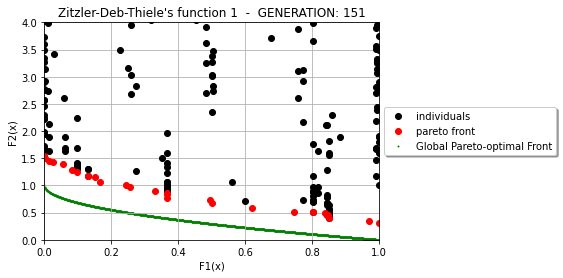 Zitzler-Deb-Thiele's function 1  -  GENERATION: 151
4.0
3.5
3.0
2.5
2.0
1.5
1.0
0.5
0.0
F2(x)
0.0 0.2 0.4 0.6 0.8 1.0
F1(x)
individuals
pareto front
Global Pareto-optimal Front